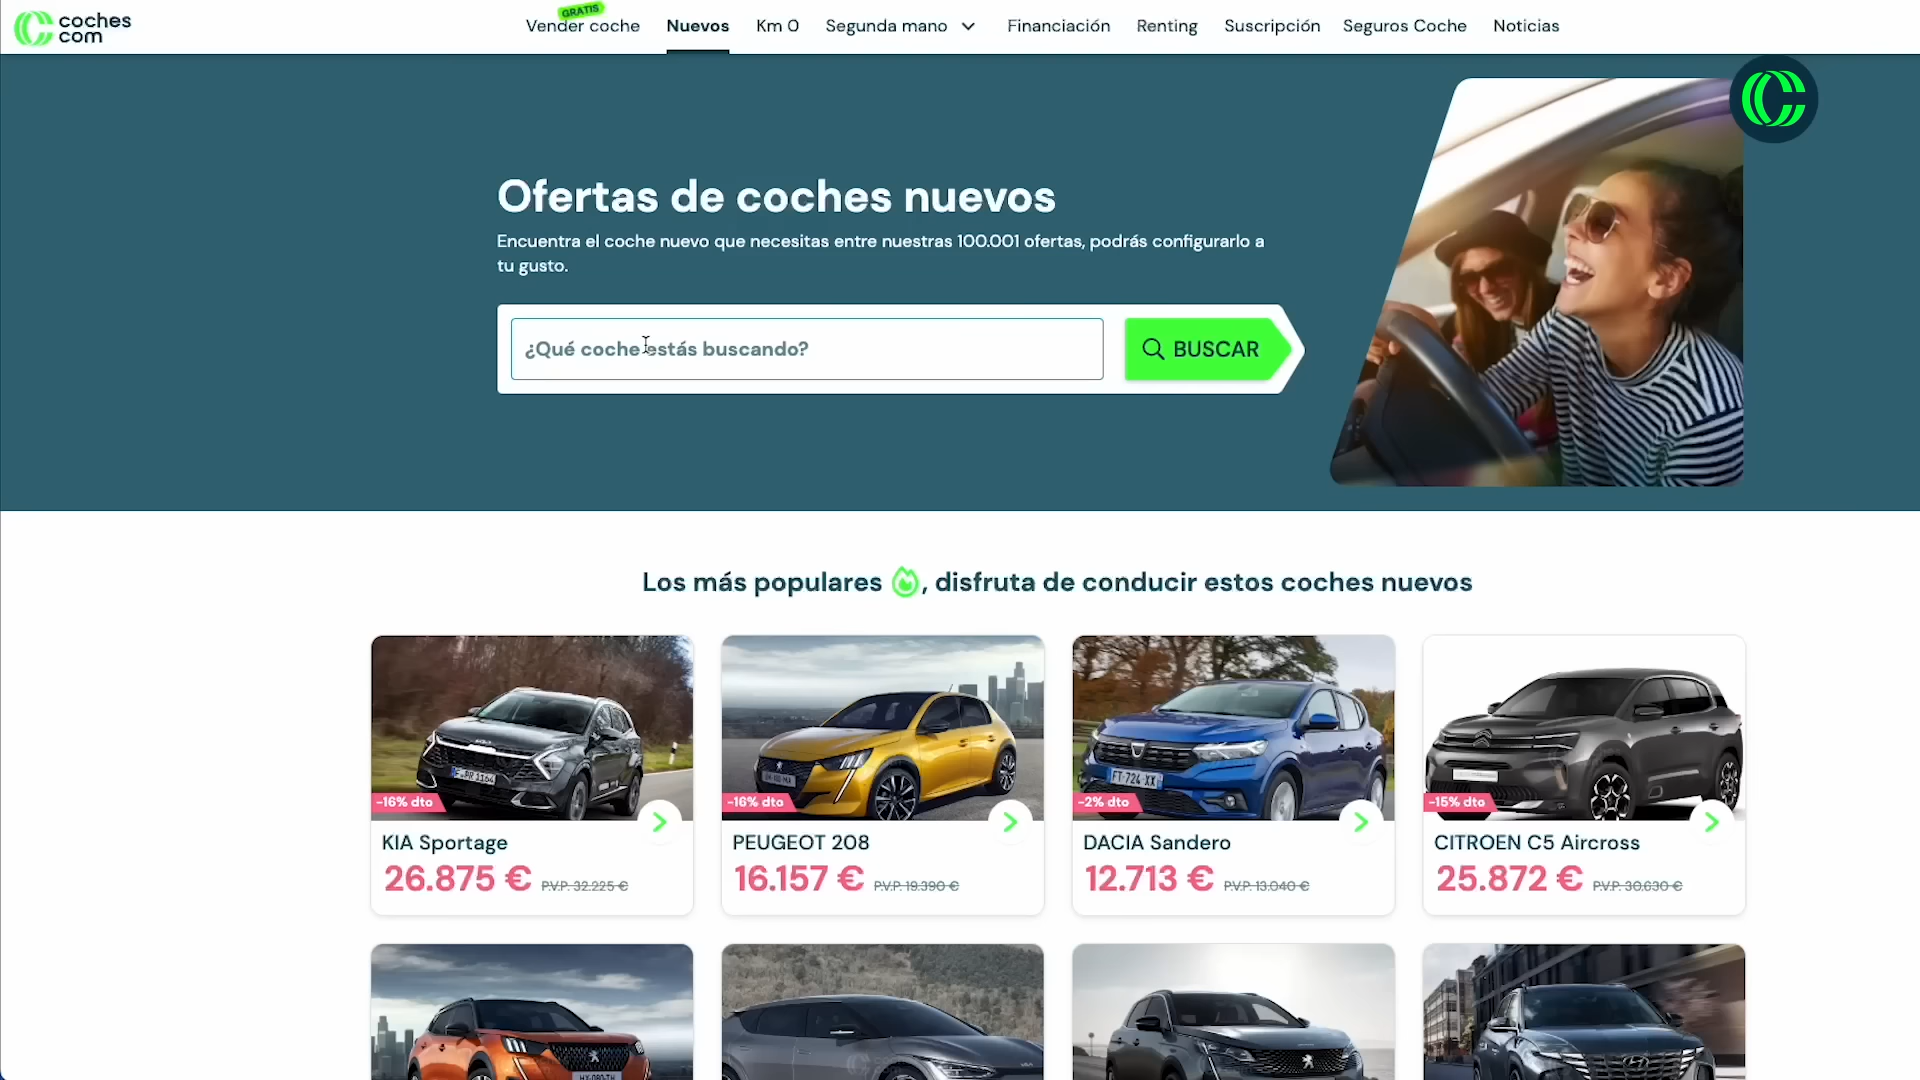 coches
com
Vender coche
GRATIS
Nuevos
Km 0
Segunda mano
Financiación
Renting
Suscripción
Seguros Coche
Noticias
Ofertas de coches nuevos
Encuentra el coche nuevo que necesitas entre nuestras 100.001 ofertas, podrás configurarlo a
tu gusto.
¿Qué coche estás buscando?
BUSCAR
Los más populares , disfruta de conducir estos coches nuevos
-16% dto
KIA Sportage
26.875 € P.V.P. 32.225 €
-16% dto
PEUGEOT 208
16.157 € P.V.P. 19.390 €
-2% dto
FT-724 XX
DACIA Sandero
12.713 € P.V.P. 13.040 €
-15% dto
CITROEN C5 Aircross
25.872 € P.V.P. 30.630 €